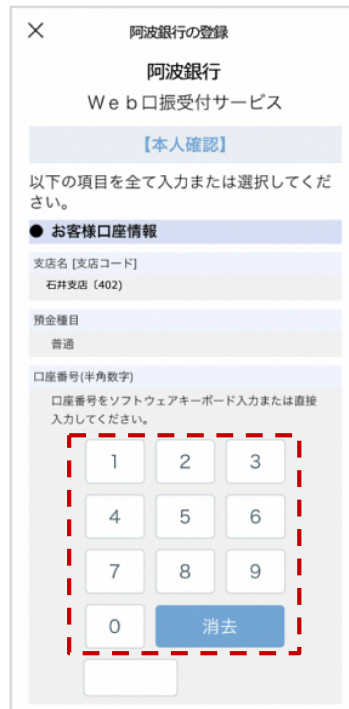 × 阿波銀行の登録
阿波銀行
Ｗｅｂ口振受付サービス
【本人確認】
以下の項目を全て入力または選択してくだ
さい。
● お客様口座情報
支店名 [支店コード]
石井支店〔402)
預金種目
普通
口座番号(半角数字)
口座番号をソフトウェアキーボード入力または直接
入力してください。
1 2 3
4 5 6
7 8 9
0 消去